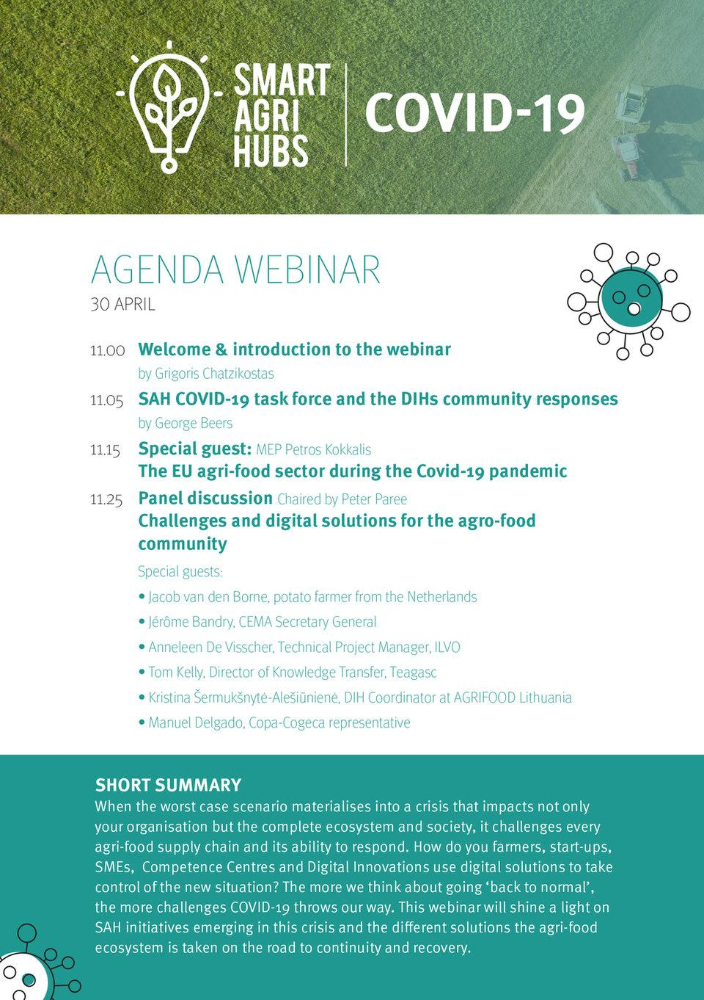 SMART
AGRI
HUBS
COVID-19
AGENDA WEBINAR
30 APRIL
11.00 Welcome & introduction to the webinar
by Grigoris Chatzikostas
11.05 SAH COVID-19 task force and the DIHs community responses
by George Beers
11.15 Special guest: MEP Petros Kokkalis
The EU agri-food sector during the Covid-19 pandemic
11.25 Panel discussion Chaired by Peter Paree
Challenges and digital solutions for the agro-food
community
Special guests:
• Jacob van den Borne, potato farmer from the Netherlands
• Jérôme Bandry, CEMA Secretary General
• Anneleen De Visscher, Technical Project Manager, ILVO
• Tom Kelly, Director of Knowledge Transfer, Teagasc
• Kristina Šermukšnytė-Alešiūnienė, DIH Coordinator at AGRIFOOD Lithuania
• Manuel Delgado, Copa-Cogeca representative
SHORT SUMMARY
When the worst case scenario materialises into a crisis that impacts not only
your organisation but the complete ecosystem and society, it challenges every
agri-food supply chain and its ability to respond. How do you farmers, start-ups,
SMEs, Competence Centres and Digital Innovations use digital solutions to take
control of the new situation? The more we think about going ‘back to normal’,
the more challenges COVID-19 throws our way. This webinar will shine a light on
SAH initiatives emerging in this crisis and the different solutions the agri-food
ecosystem is taken on the road to continuity and recovery.